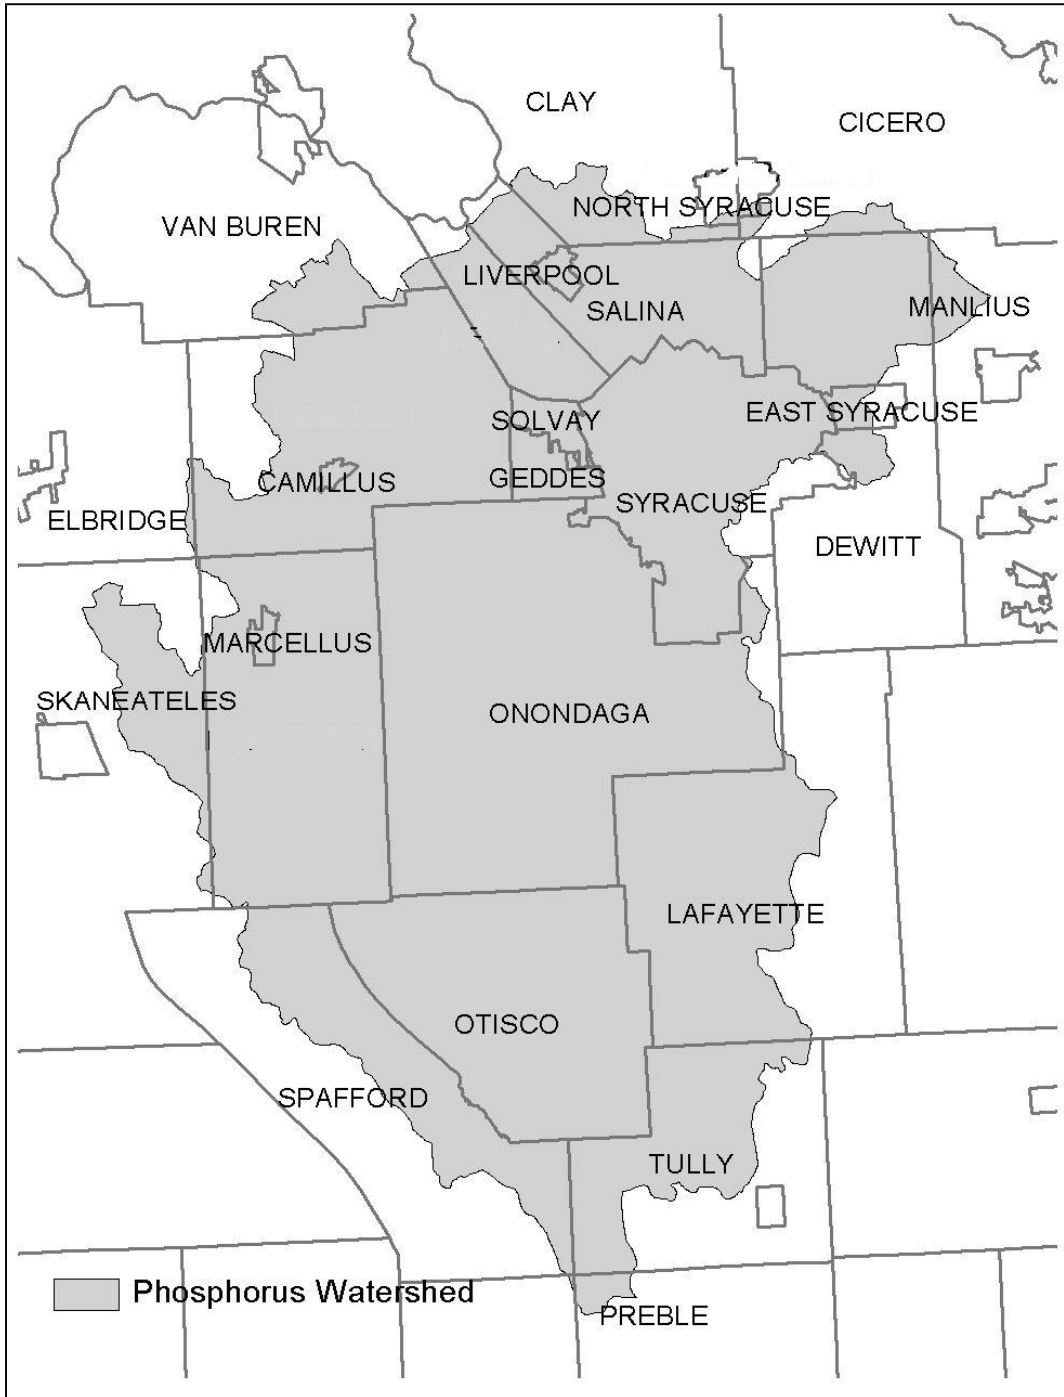 CLAY
CICERO
NORTH SYRACUSE
VAN BUREN
LIVERPOOL
SALINA
MANLIUS
SOLVAY
EAST SYRACUSE
CAMILLUS
GEDDES
SYRACUSE
ELBRIDGE
DEWITT
MARCELLUS
SKANEATELES
ONONDAGA
LAFAYETTE
OTISCO
SPAFFORD
TULLY
Phosphorus Watershed
PREBLE